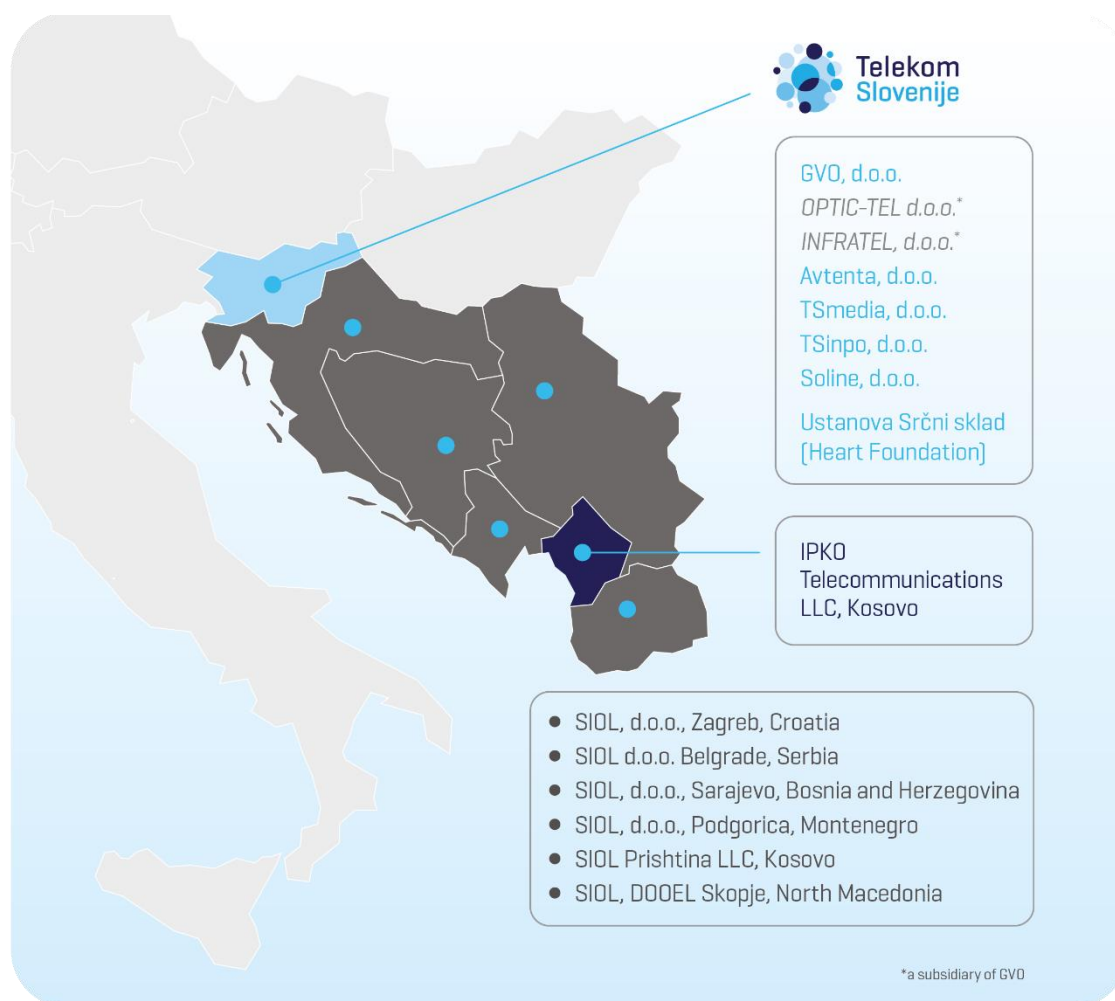 Telekom
Slovenije
GVO, d.o.o.
OPTIC-TEL d.o.o.*
INFRATEL, d.o.o.*
Avtenta, d.o.o.
TSmedia, d.o.o.
TSinpo, d.o.o.
Soline, d.o.o.
Ustanova Srčni sklad
(Heart Foundation)
IPKO
Telecommunications
LLC, Kosovo
SIOL, d.o.o., Zagreb, Croatia
SIOL d.o.o. Belgrade, Serbia
SIOL, d.o.o., Sarajevo, Bosnia and Herzegovina
SIOL, d.o.o., Podgorica, Montenegro
SIOL Prishtina LLC, Kosovo
SIOL, DOOEL Skopje, North Macedonia
*a subsidiary of GVO